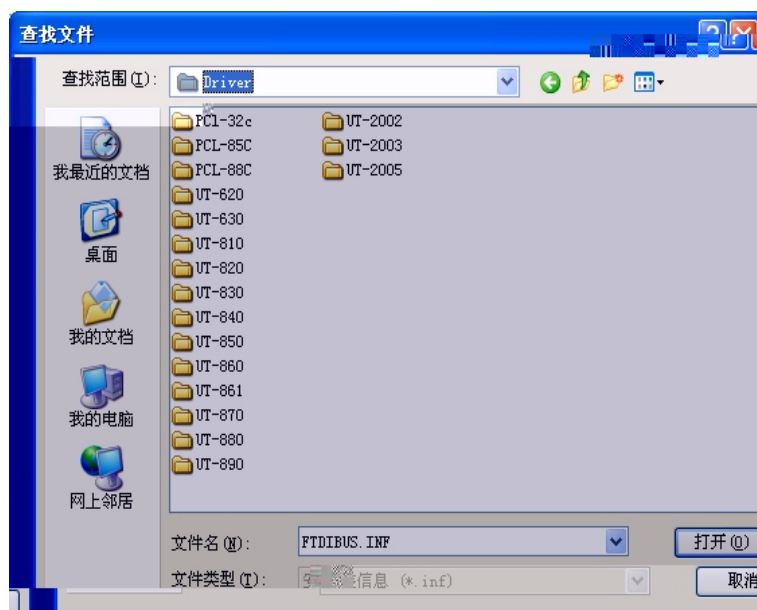 查找文件
查找范围(I):
Driver
我最近的文档
桌面
我的文档
我的电脑
网上邻居
PCl-32c
PCL-85C
PCL-88C
UT-620
UT-630
UT-810
UT-820
UT-830
UT-840
UT-850
UT-860
UT-861
UT-870
UT-880
UT-890
UT-2002
UT-2003
UT-2005
文件名(N):
FTDIBUS.INF
打开(O)
文件类型(T):
信息 (*.inf)
取消